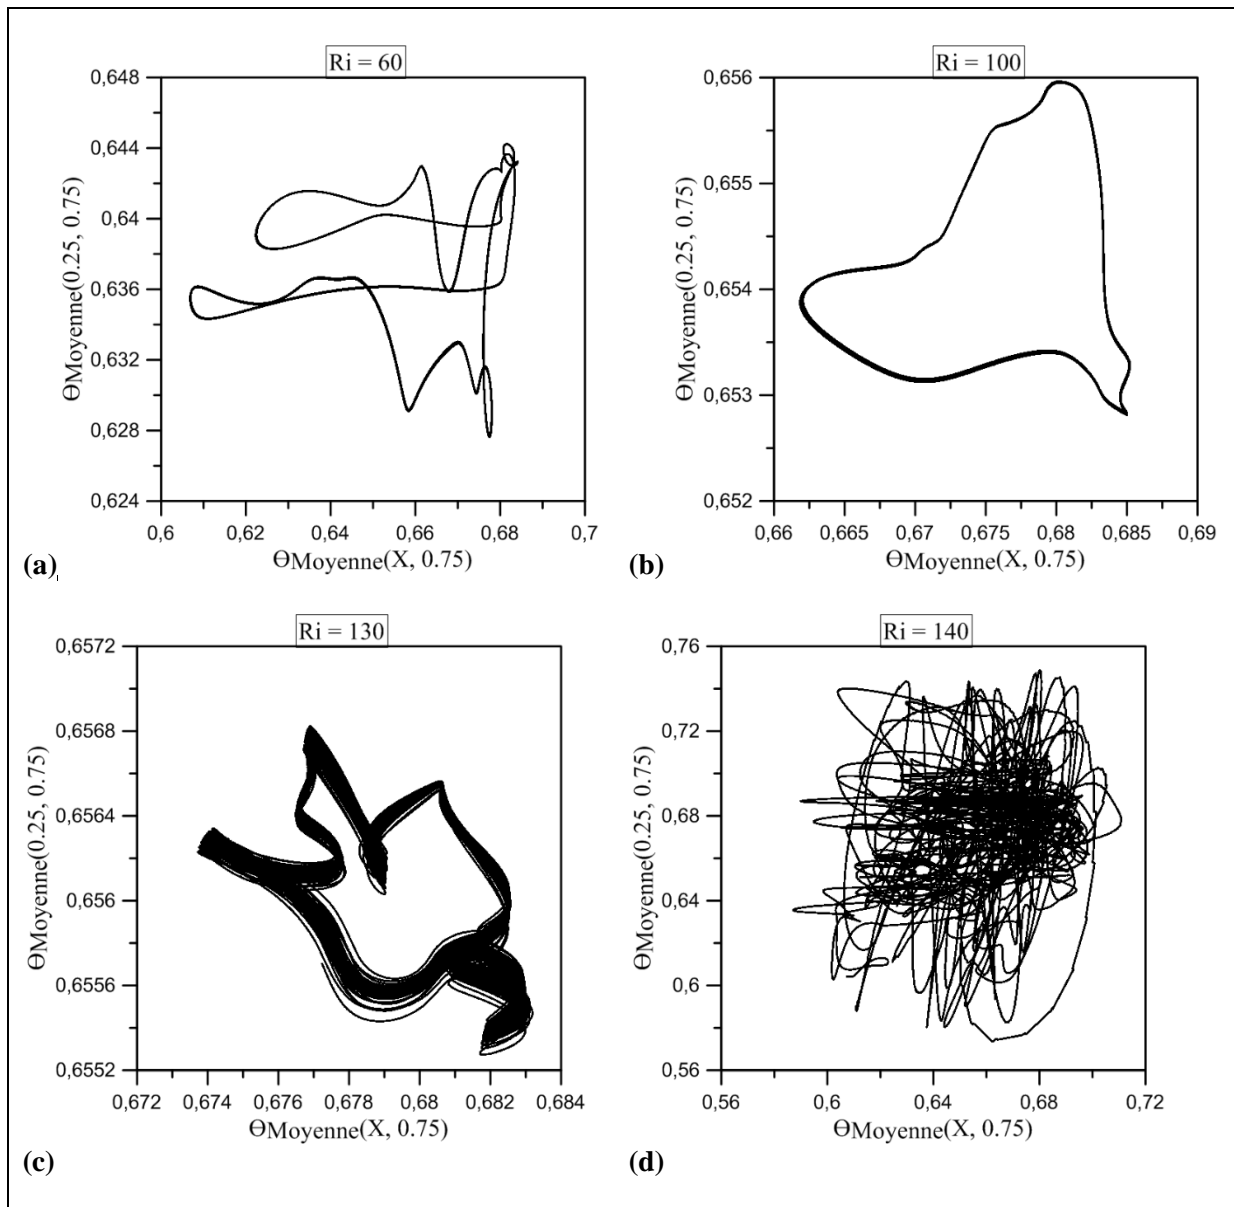 Ri = 60
0,648
0,644
0,64
0,636
0,632
0,628
0,624
ΘMoyenne(0.25, 0.75)
0,6 0,62 0,64 0,66 0,68 0,7
ΘMoyenne(X, 0.75)
(a)
Ri = 100
0,656
0,655
0,654
0,653
0,652
ΘMoyenne(0.25, 0.75)
0,66 0,665 0,67 0,675 0,68 0,685 0,69
ΘMoyenne(X, 0.75)
(b)
Ri = 130
0,6572
0,6568
0,6564
0,656
0,6556
0,6552
ΘMoyenne(0.25, 0.75)
0,672 0,674 0,676 0,678 0,68 0,682 0,684
ΘMoyenne(X, 0.75)
(c)
Ri = 140
0,76
0,72
0,68
0,64
0,6
0,56
ΘMoyenne(0.25, 0.75)
0,56 0,6 0,64 0,68 0,72
ΘMoyenne(X, 0.75)
(d)